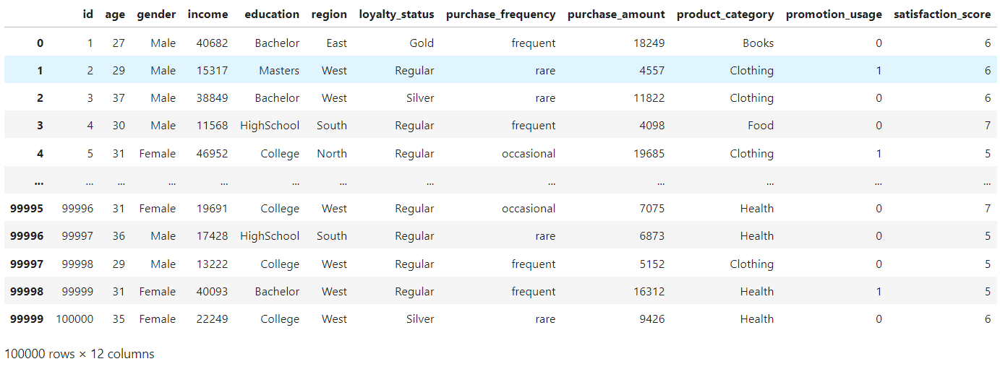 id age gender income education region loyalty_status purchase_frequency purchase_amount product_category promotion_usage satisfaction_score
0 1 27 Male 40682 Bachelor East Gold frequent 18249 Books 0 6
1 2 29 Male 15317 Masters West Regular rare 4557 Clothing 1 6
2 3 37 Male 38849 Bachelor West Silver rare 11822 Clothing 0 6
3 4 30 Male 11568 HighSchool South Regular frequent 4098 Food 0 7
4 5 31 Female 46952 College North Regular occasional 19685 Clothing 1 5
... ... ... ... ... ... ... ... ... ... ... ... ...
99995 99996 31 Female 19691 College West Regular occasional 7075 Health 0 7
99996 99997 36 Male 17428 HighSchool South Regular rare 6873 Health 0 5
99997 99998 29 Male 13222 College West Regular frequent 5152 Clothing 0 5
99998 99999 31 Female 40093 Bachelor West Regular frequent 16312 Health 1 5
99999 100000 35 Female 22249 College West Silver rare 9426 Health 0 6
100000 rows × 12 columns